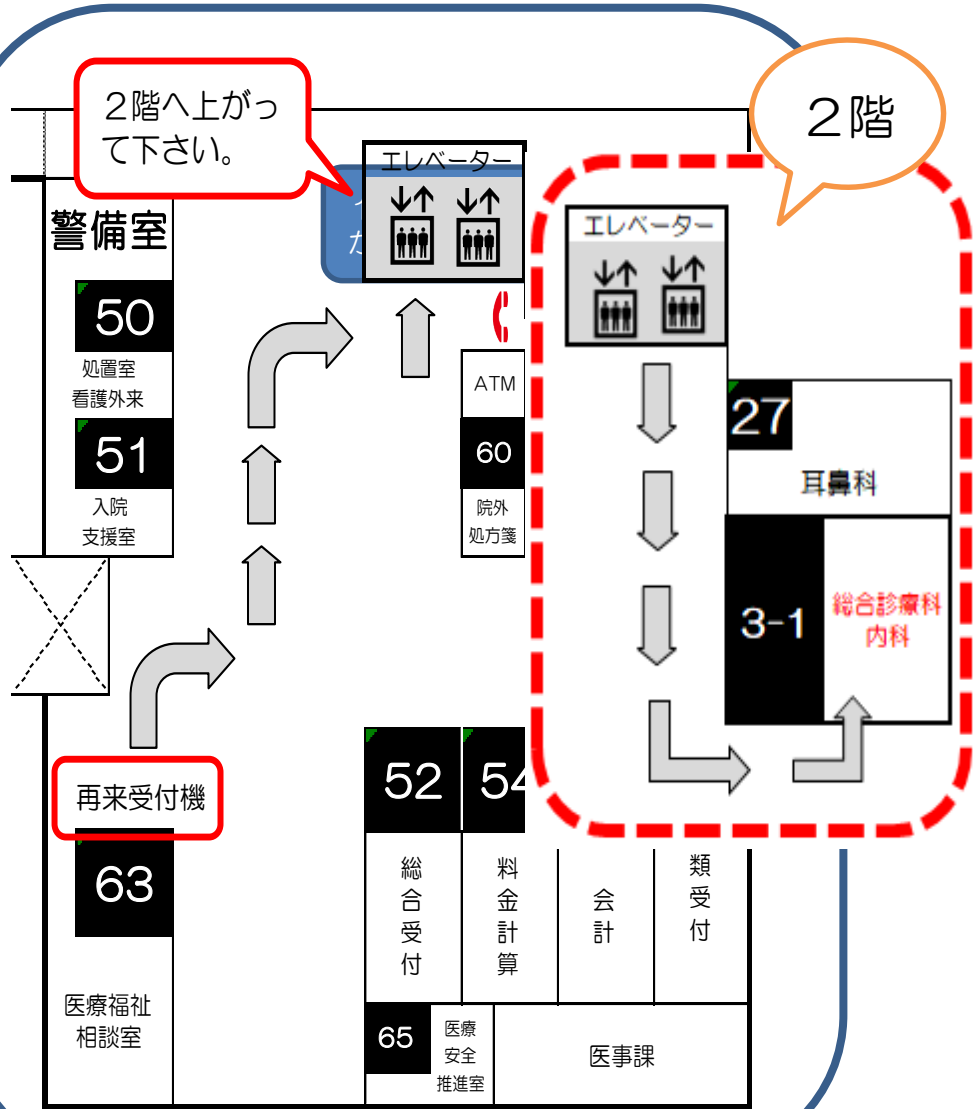 2階へ上がっ
て下さい。
2階
エレベーター
警備室
50
処置室
看護外来
51
入院
支援室
ATM
60
院外
処方箋
エレベーター
27
耳鼻科
3-1
総合診療科
内科
再来受付機
63
医療福祉
相談室
52
総合受付
54
料金計算
会計
類受付
65
医療
安全
推進室
医事課